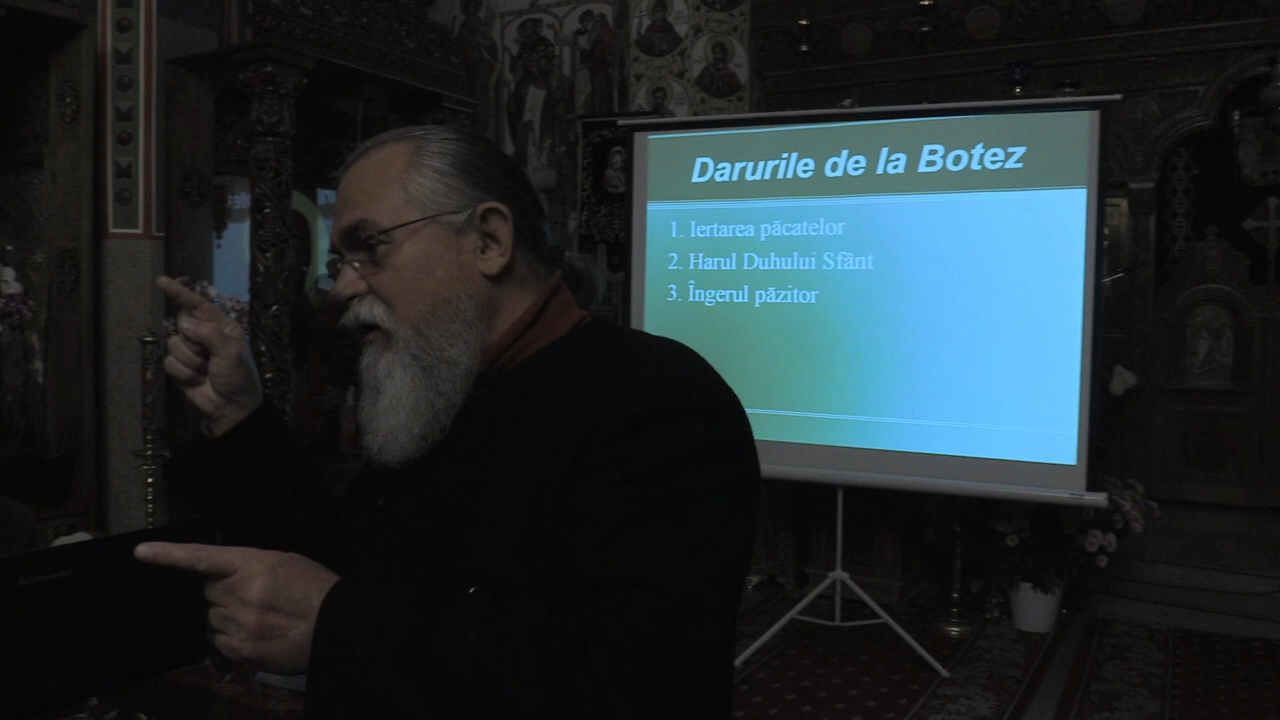 Darurile de la Botez
1. Iertarea păcatelor
2. Harul Duhului Sfânt
3. Îngerul păzitor